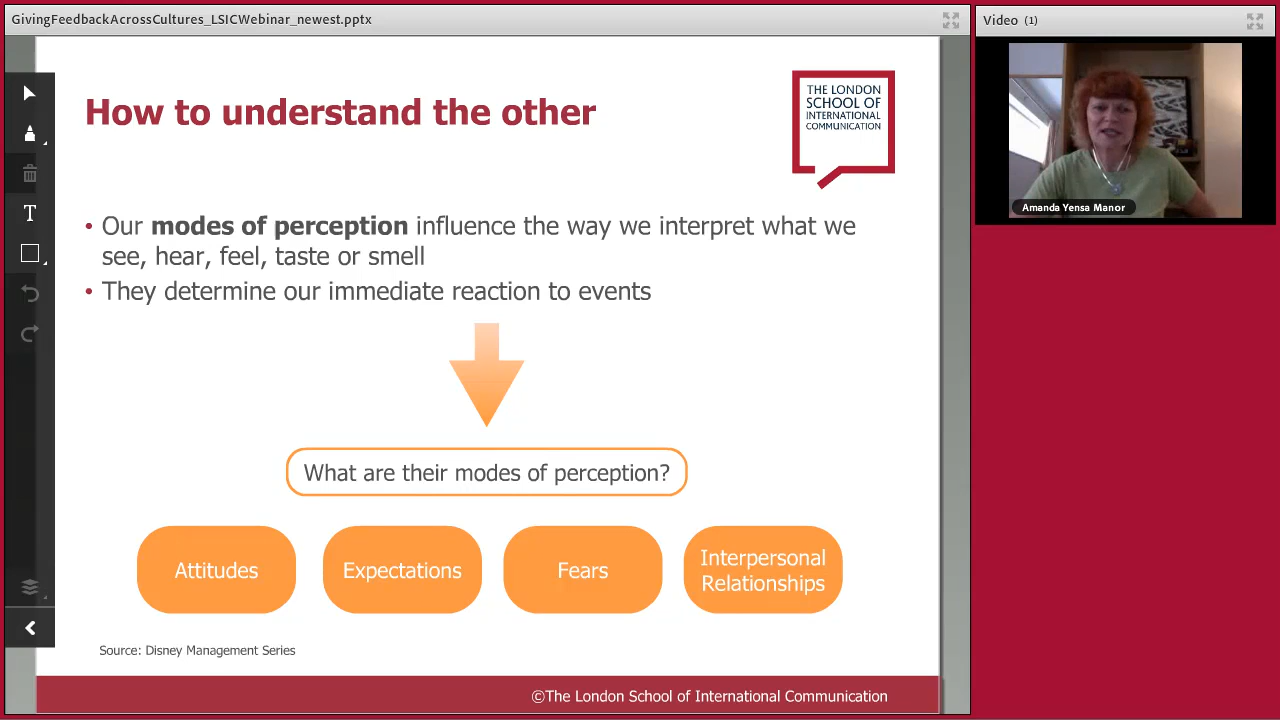 GivingFeedbackAcrossCultures_LSICWebinar_newest.pptx
Video (1)
How to understand the other
THE LONDON
SCHOOL OF
INTERNATIONAL
COMMUNICATION
Amanda Yensa Manor
• Our modes of perception influence the way we interpret what we
see, hear, feel, taste or smell
• They determine our immediate reaction to events
What are their modes of perception?
Attitudes
Expectations
Fears
Interpersonal
Relationships
Source: Disney Management Series
©The London School of International Communication